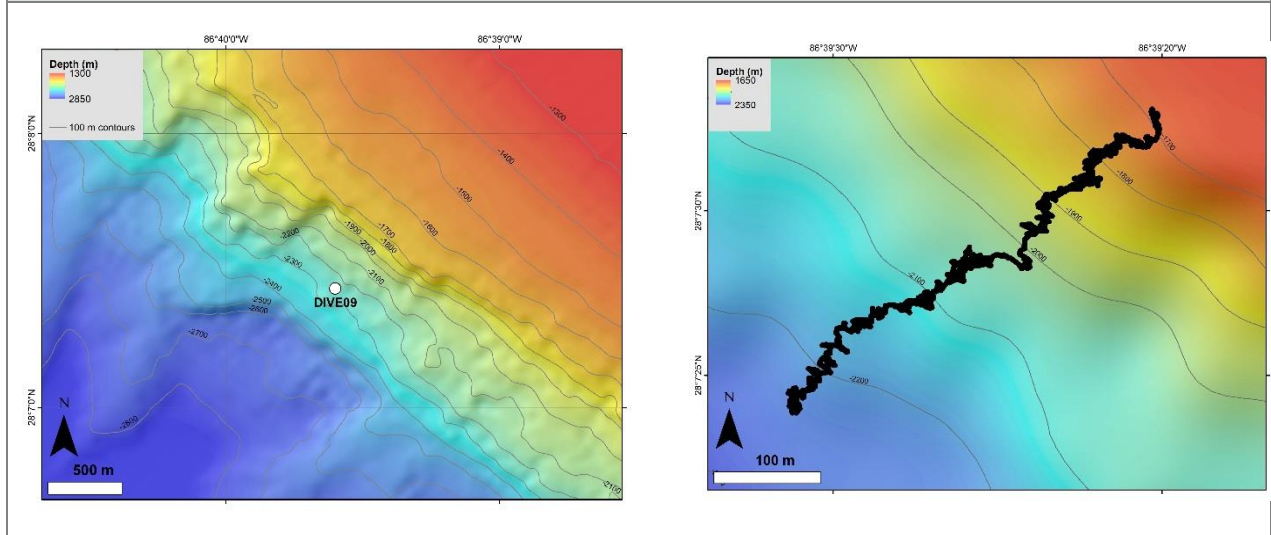 86°40'0"W
86°39'0"W
Depth (m)
1300
2850
100 m contours
28°8'0"N
28°7'0"N
-1300
-1400
-1500
-1600
-1700
-1800
-1900
-2000
-2100
-2200
-2300
-2400
-2500
-2600
-2700
-2800
-2100
DIVE09
N
500 m
86°39'30"W
86°39'20"W
Depth (m)
1650
2350
28°7'30"N
28°7'25"N
-1700
-1800
-1900
-2000
-2100
-2200
N
100 m